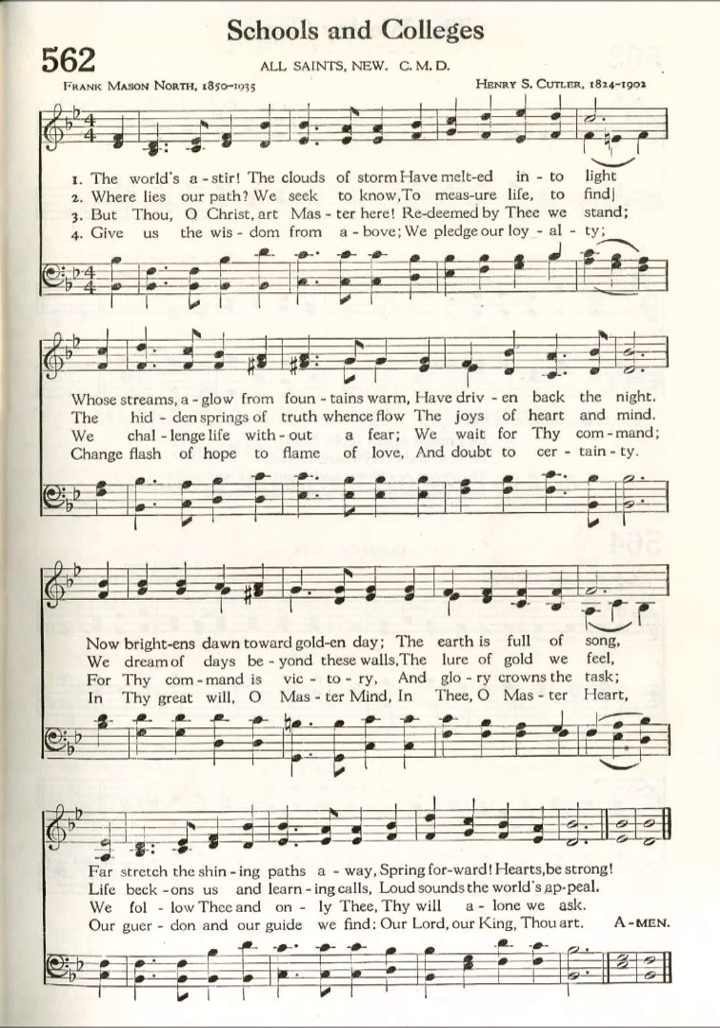 Schools and Colleges
562
ALL SAINTS, NEW. C. M. D.
FRANK MASON NORTH, 1850-1935 HENRY S. CUTLER, 1824-1902
1. The world's a - stir! The clouds of storm Have melt-ed in - to light
2. Where lies our path? We seek to know, To meas-ure life, to find;
3. But Thou, O Christ, art Mas - ter here! Re-deemed by Thee we stand;
4. Give us the wis - dom from a - bove; We pledge our loy - al - ty;
Whose streams, a - glow from foun - tains warm, Have driv - en back the night.
The hid - den springs of truth whence flow The joys of heart and mind.
We chal - lenge life with - out a fear; We wait for Thy com - mand;
Change flash of hope to flame of love, And doubt to cer - tain - ty.
Now bright-ens dawn toward gold-en day; The earth is full of song,
We dream of days be - yond these walls, The lure of gold we feel,
For Thy com - mand is vic - to - ry, And glo - ry crowns the task;
In Thy great will, O Mas - ter Mind, In Thee, O Mas - ter Heart,
Far stretch the shin - ing paths a - way, Spring for-ward! Hearts, be strong!
Life beck - ons us and learn - ing calls, Loud sounds the world's ap-peal.
We fol - low Thee and on - ly Thee, Thy will a - lone we ask.
Our guer - don and our guide we find: Our Lord, our King, Thou art. A-MEN.